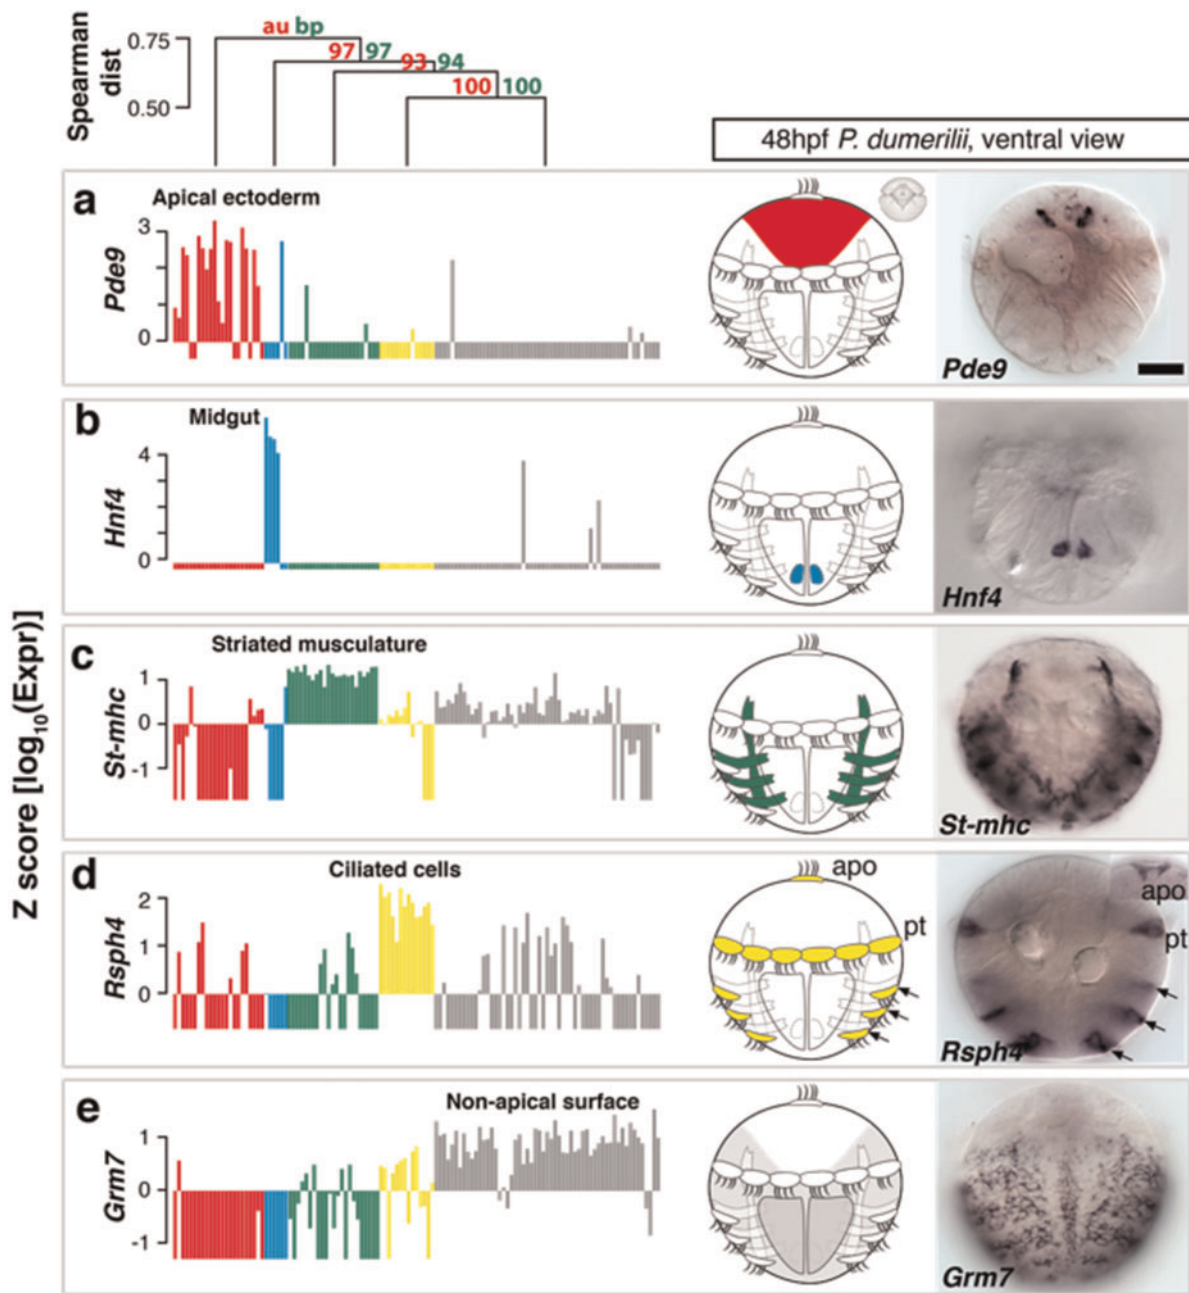 Spearman
dist
0.75
0.50
au bp
97 97
93 94
100 100
48hpf P. dumerilii, ventral view
Z score [log10(Expr)]
a
Apical ectoderm
Pde9
3
0
Pde9
b
Midgut
Hnf4
4
0
Hnf4
c
Striated musculature
St-mhc
1
0
-1
St-mhc
d
Ciliated cells
Rsph4
2
1
0
apo
pt
apo
pt
Rsph4
e
Non-apical surface
Grm7
1
0
-1
Grm7